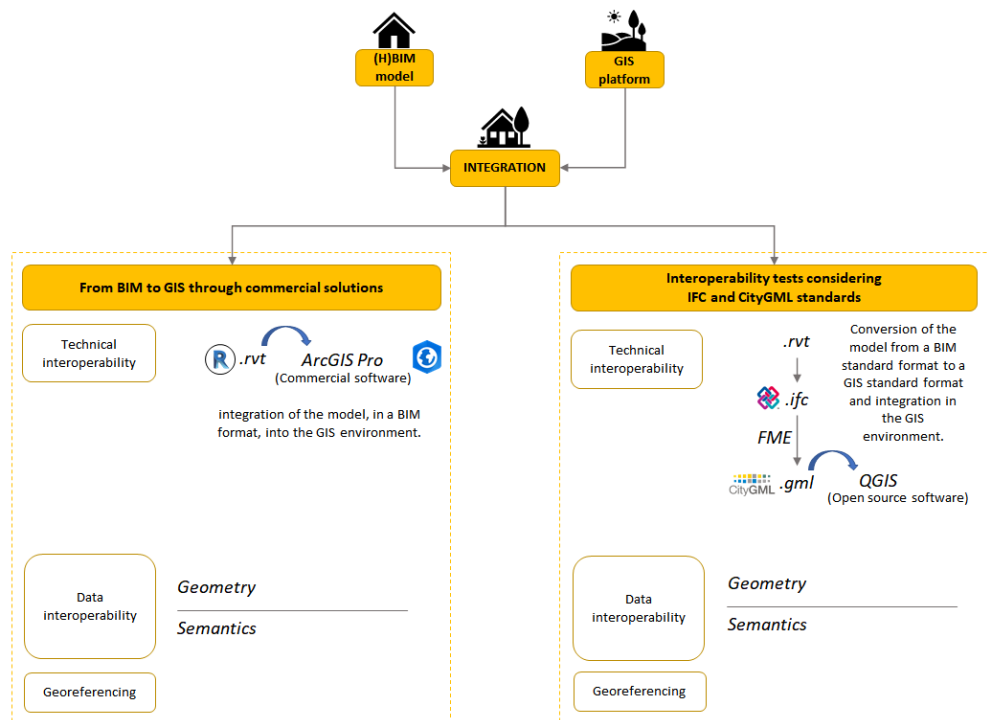 (H)BIM
model
GIS
platform
INTEGRATION
From BIM to GIS through commercial solutions
Technical
interoperability
R .rvt
ArcGIS Pro
(Commercial software)
integration of the model, in a BIM
format, into the GIS environment.
Data
interoperability
Geometry
Semantics
Georeferencing
Interoperability tests considering
IFC and CityGML standards
Technical
interoperability
.rvt
.ifc
FME
CityGML .gml
QGIS
(Open source software)
Conversion of the
model from a BIM
standard format to a
GIS standard format
and integration in
the GIS
environment.
Data
interoperability
Geometry
Semantics
Georeferencing